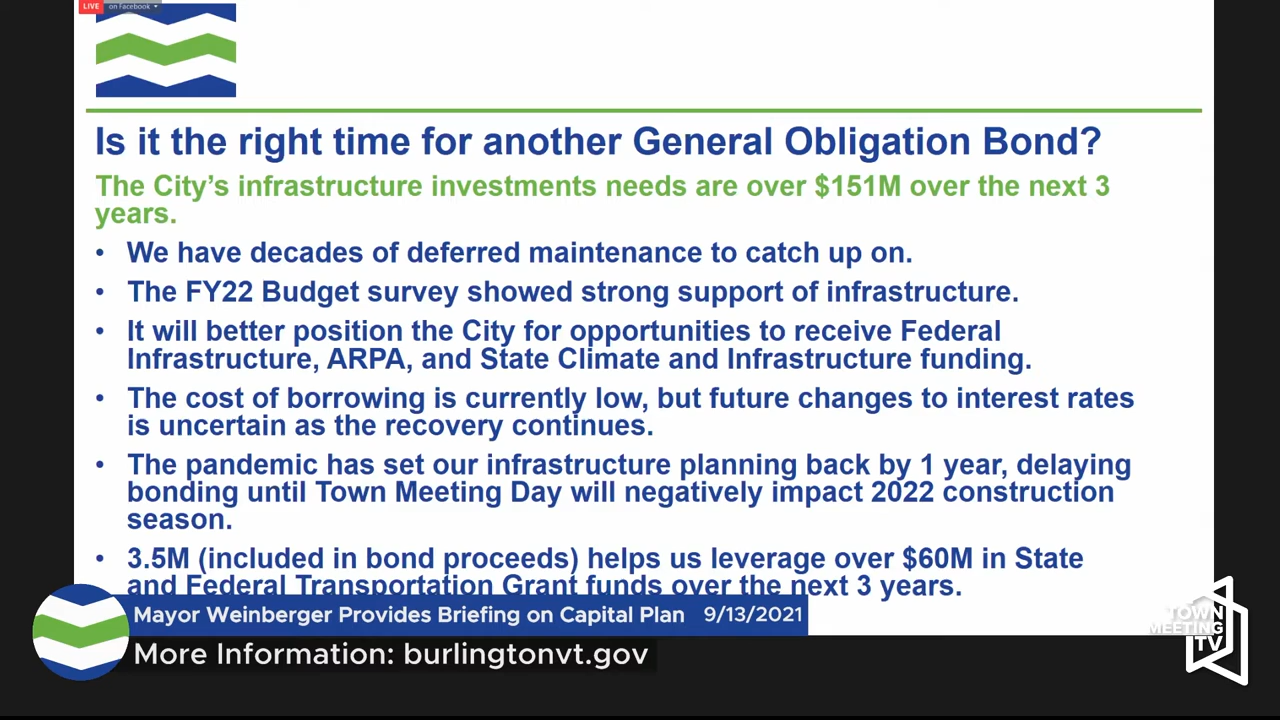 LIVE on Facebook
Is it the right time for another General Obligation Bond?
The City's infrastructure investments needs are over $151M over the next 3
years.
• We have decades of deferred maintenance to catch up on.
• The FY22 Budget survey showed strong support of infrastructure.
• It will better position the City for opportunities to receive Federal
Infrastructure, ARPA, and State Climate and Infrastructure funding.
• The cost of borrowing is currently low, but future changes to interest rates
is uncertain as the recovery continues.
• The pandemic has set our infrastructure planning back by 1 year, delaying
bonding until Town Meeting Day will negatively impact 2022 construction
season.
• 3.5M (included in bond proceeds) helps us leverage over $60M in State
and Federal Transportation Grant funds over the next 3 years.
Mayor Weinberger Provides Briefing on Capital Plan 9/13/2021
More Information: burlingtonvt.gov
TOWN
MEETING
TV